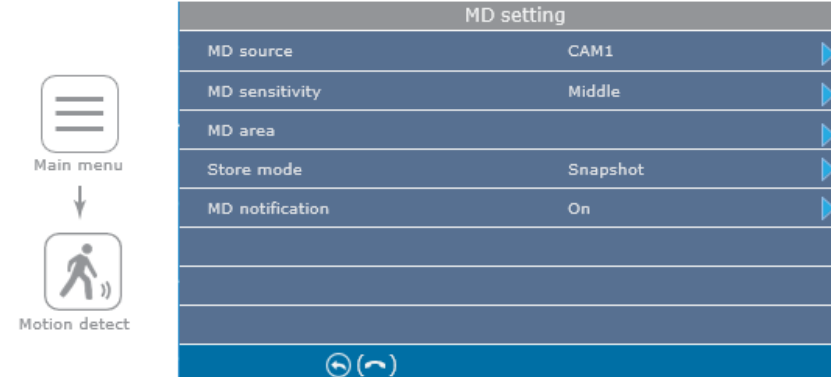 MD setting
MD source CAM1
MD sensitivity Middle
MD area
Store mode Snapshot
MD notification On
Main menu
Motion detect